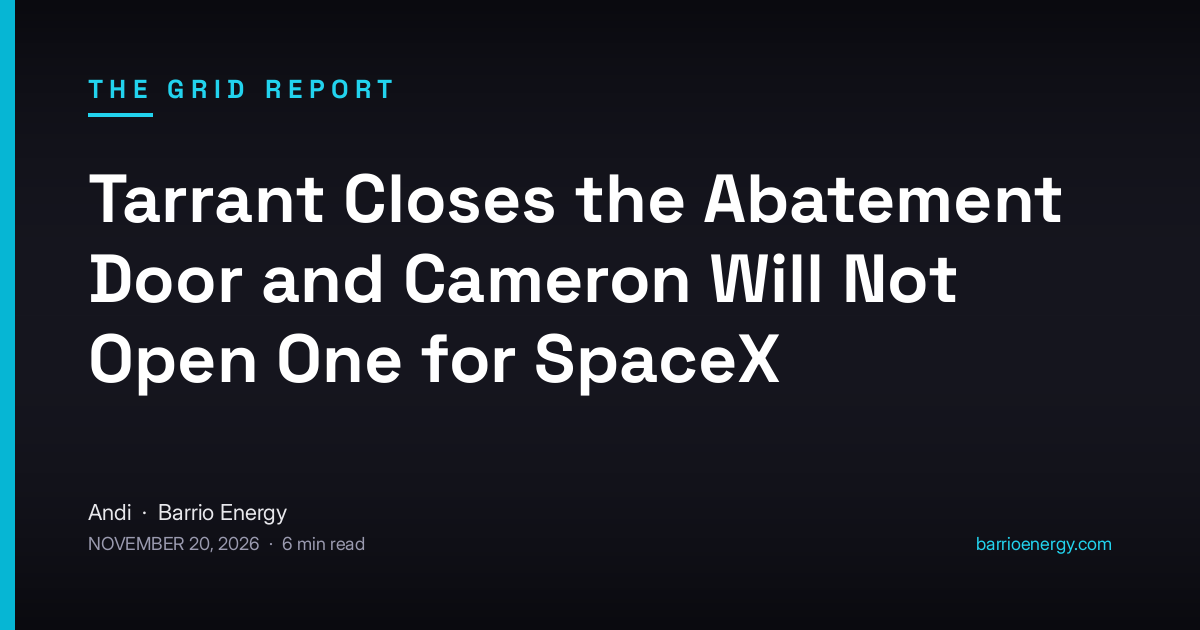 THE GRID REPORT
Tarrant Closes the Abatement
Door and Cameron Will Not
Open One for SpaceX
Andi · Barrio Energy
NOVEMBER 20, 2026 · 6 min read
barrioenergy.com